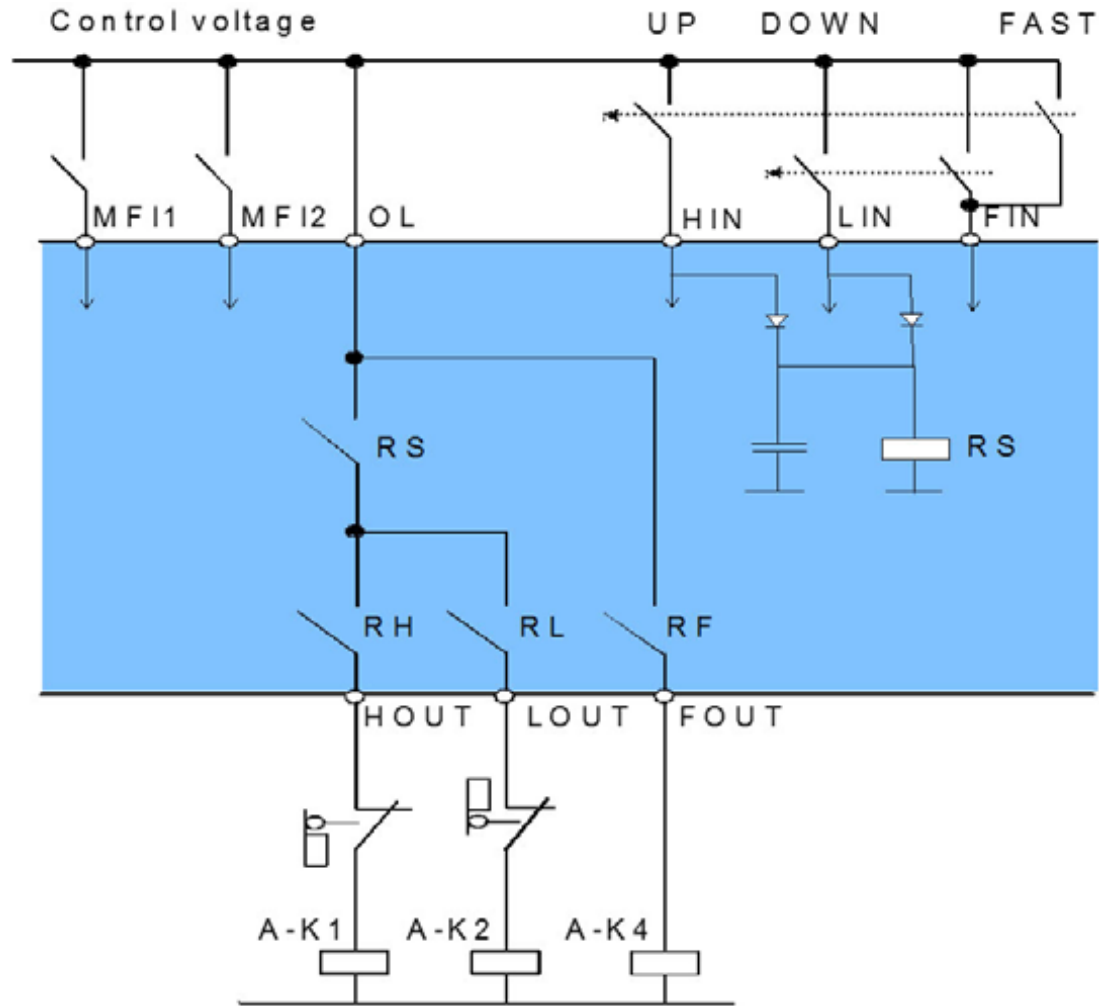 Control voltage UP DOWN FAST
MFI1 MFI2 OL HIN LIN FIN
RS RS
RH RL RF
HOUT LOUT FOUT
A-K1 A-K2 A-K4